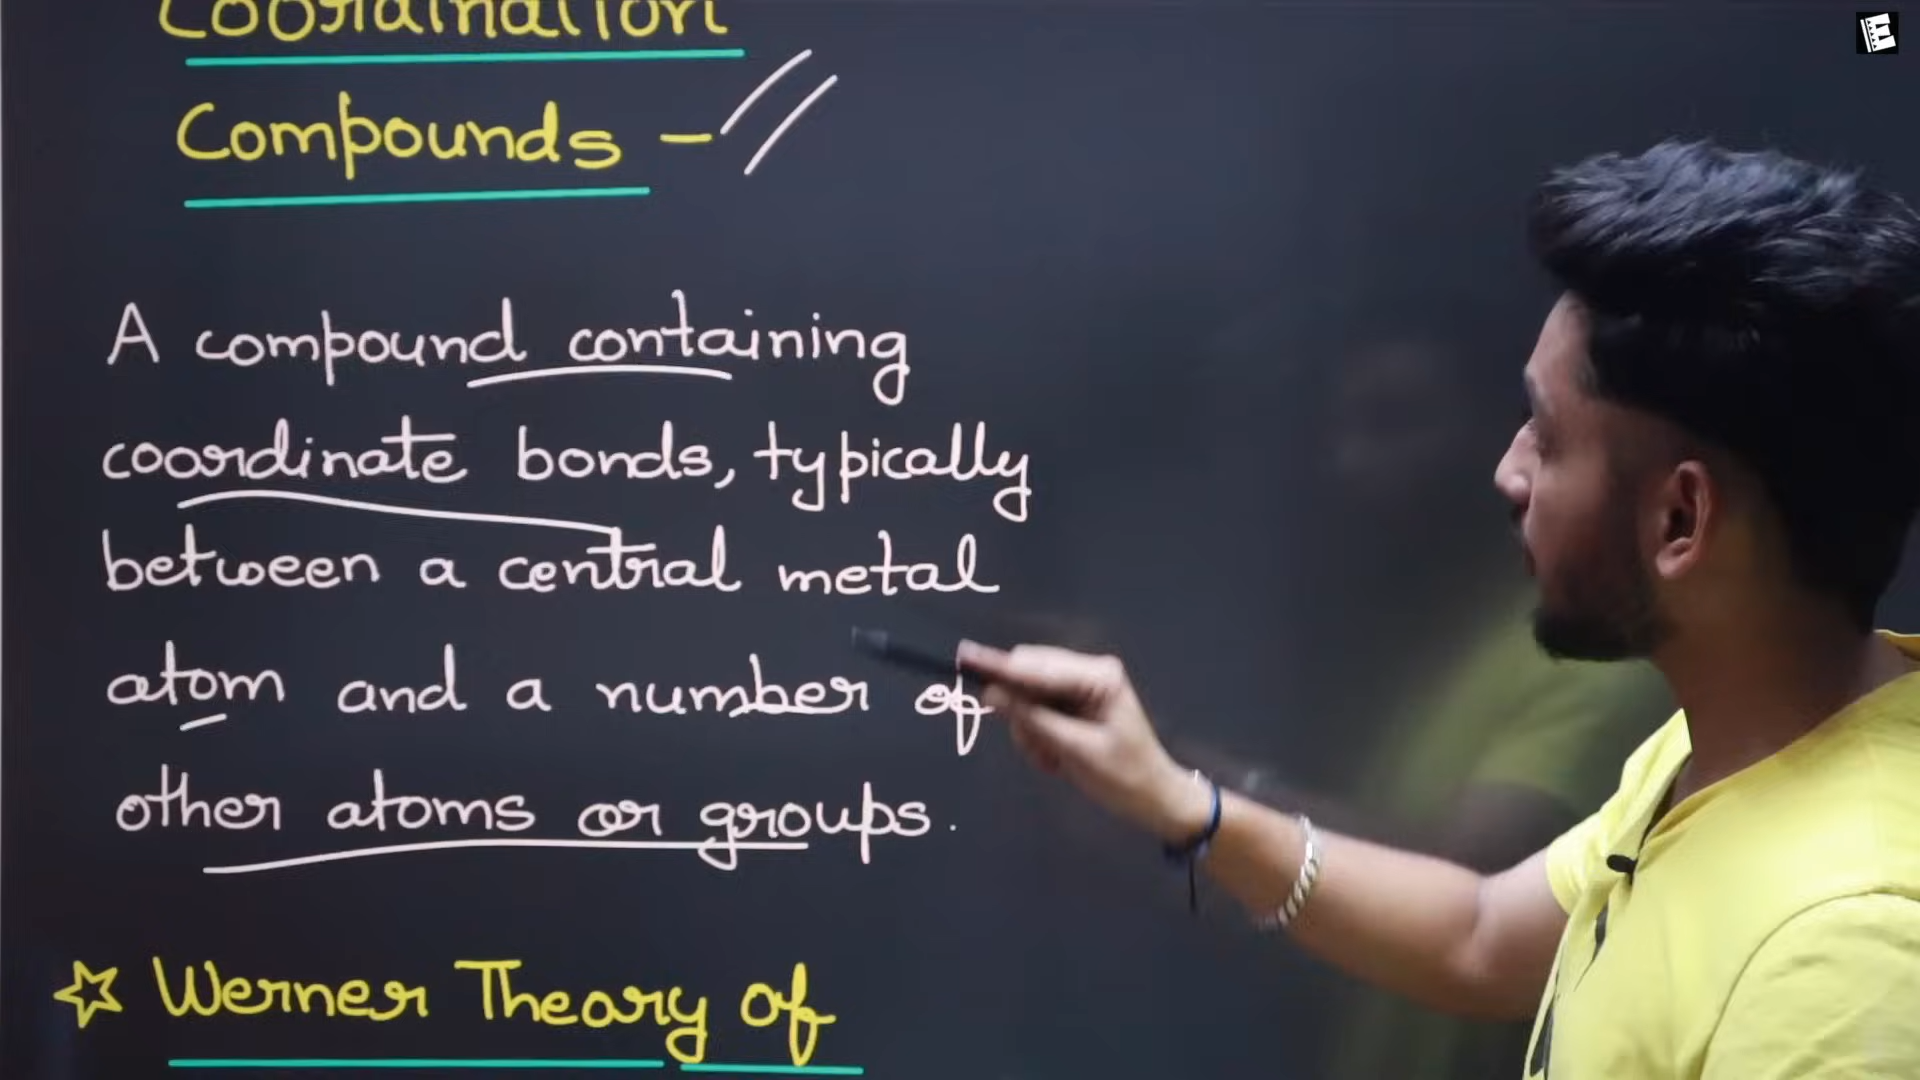 Coordination
Compounds -
A compound containing
coordinate bonds, typically
between a central metal
atom and a number of
other atoms or groups.
☆ Werner Theory of